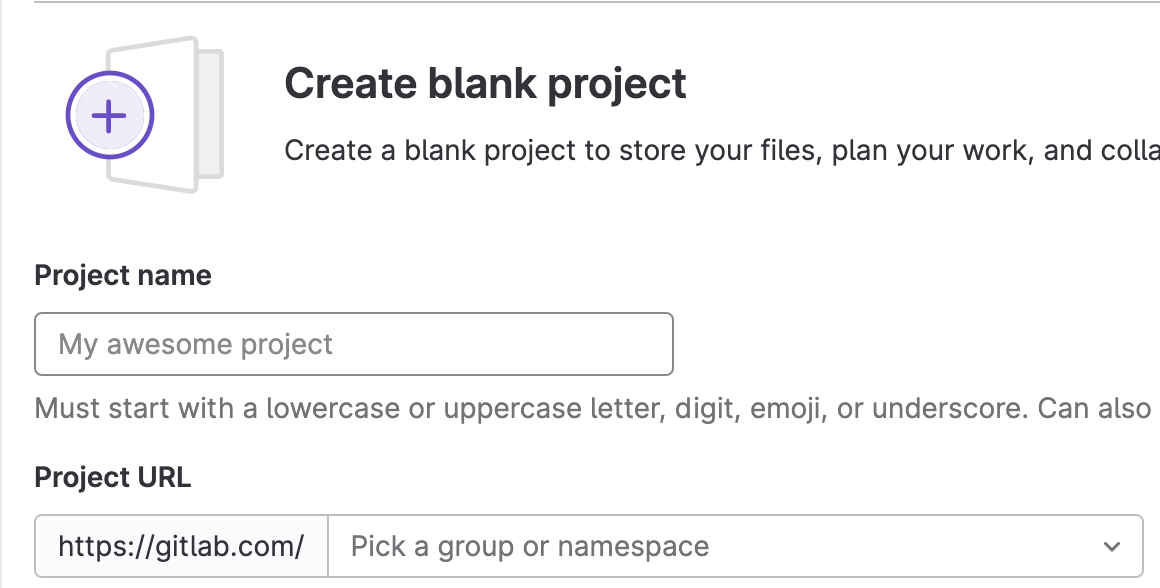 Create blank project
Create a blank project to store your files, plan your work, and colla
Project name
My awesome project
Must start with a lowercase or uppercase letter, digit, emoji, or underscore. Can also
Project URL
https://gitlab.com/ Pick a group or namespace